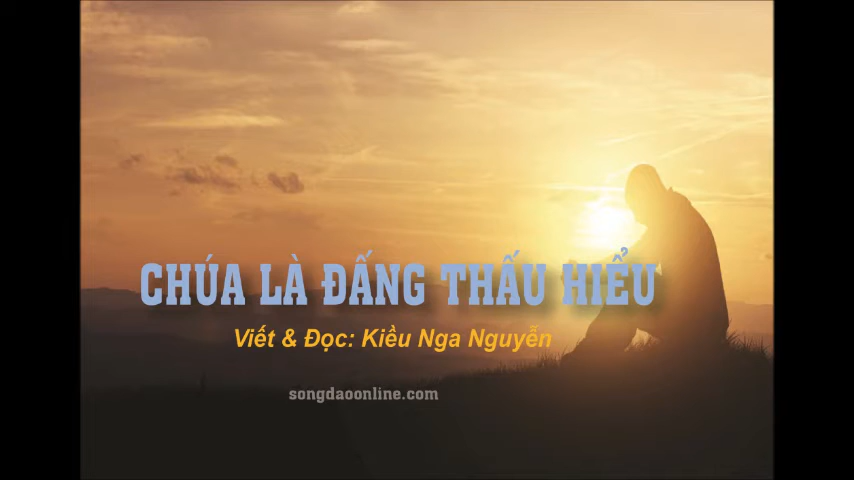 CHÚA LÀ ĐẤNG THẤU HIỂU
Viết & Đọc: Kiều Nga Nguyễn
songdaoonline.com